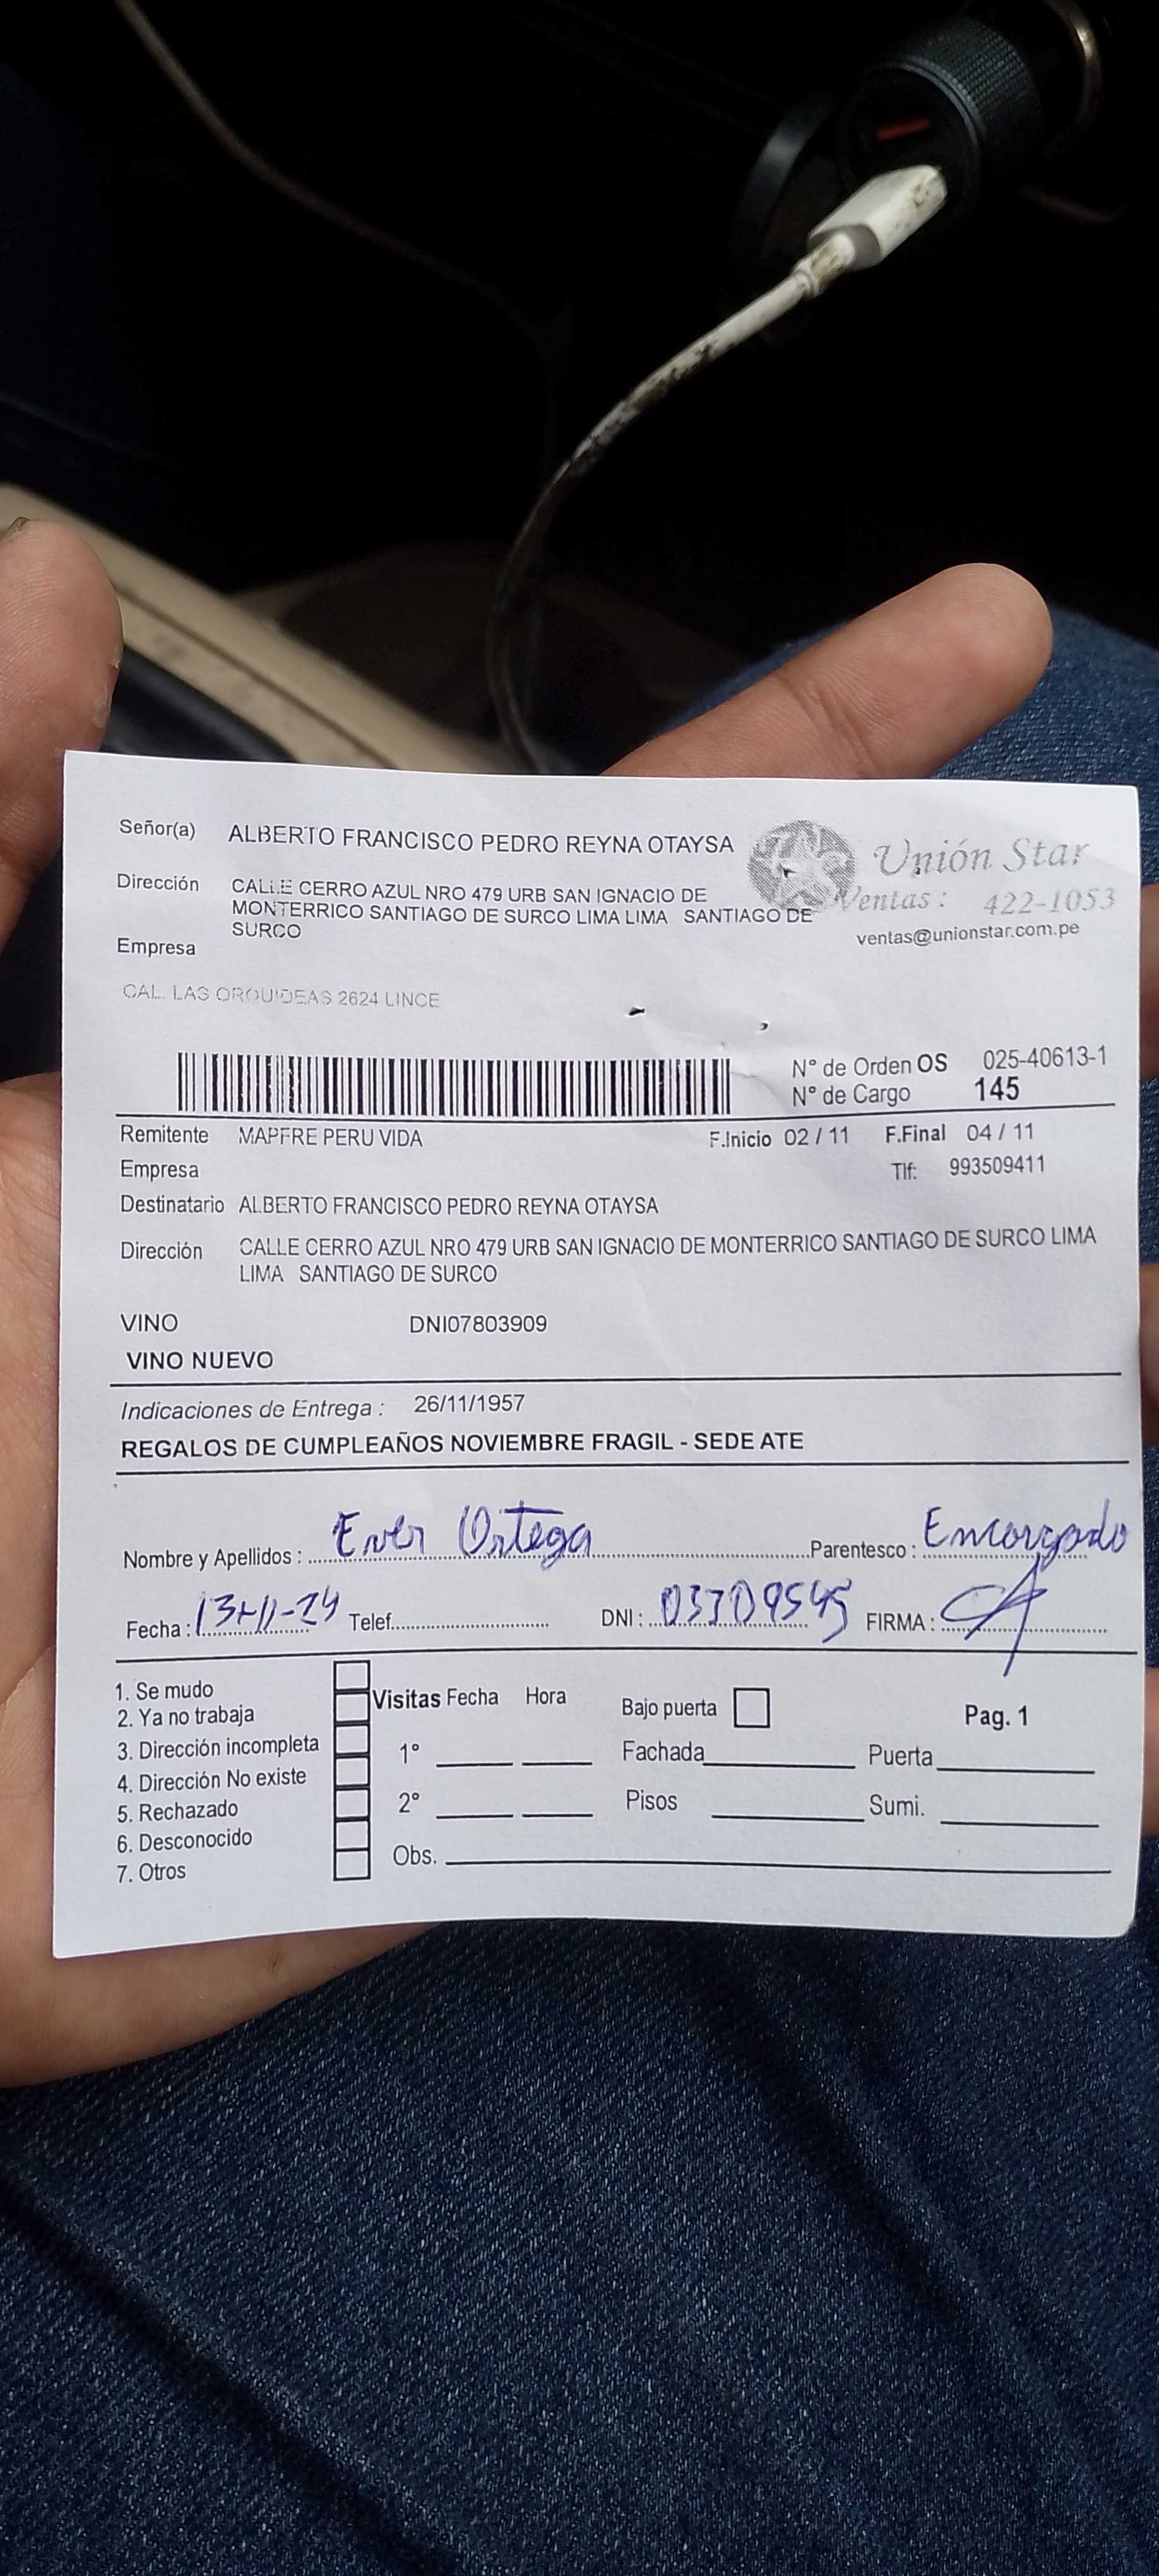 Señor(a) ALBERTO FRANCISCO PEDRO REYNA OTAYSA
Unión Star
Dirección CALLE CERRO AZUL NRO 479 URB SAN IGNACIO DE
MONTERRICO SANTIAGO DE SURCO LIMA LIMA SANTIAGO DE
SURCO
Ventas : 422-1053
ventas@unionstar.com.pe
Empresa
CAL. LAS ORQUIDEAS 2624 LINCE
N° de Orden OS 025-40613-1
N° de Cargo 145
Remitente MAPFRE PERU VIDA F.Inicio 02 / 11 F.Final 04 / 11
Empresa Tlf: 993509411
Destinatario ALBERTO FRANCISCO PEDRO REYNA OTAYSA
Dirección CALLE CERRO AZUL NRO 479 URB SAN IGNACIO DE MONTERRICO SANTIAGO DE SURCO LIMA
LIMA SANTIAGO DE SURCO
VINO DNI07803909
VINO NUEVO
Indicaciones de Entrega : 26/11/1957
REGALOS DE CUMPLEAÑOS NOVIEMBRE FRAGIL - SEDE ATE
Nombre y Apellidos : Ever Ortega Parentesco : Encargado
Fecha : 13-11-24 Telef. DNI : FIRMA :
1. Se mudo
2. Ya no trabaja
3. Dirección incompleta
4. Dirección No existe
5. Rechazado
6. Desconocido
7. Otros
Visitas Fecha Hora Bajo puerta Pag. 1
1° Fachada Puerta
2° Pisos Sumi.
Obs.